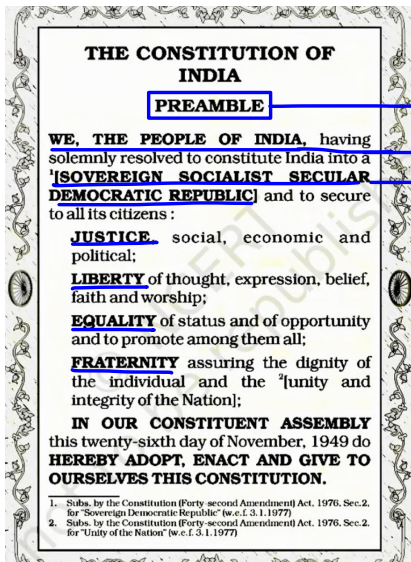 THE CONSTITUTION OF
INDIA
PREAMBLE
WE, THE PEOPLE OF INDIA, having
solemnly resolved to constitute India into a
¹[SOVEREIGN SOCIALIST SECULAR
DEMOCRATIC REPUBLIC] and to secure
to all its citizens :
JUSTICE, social, economic and
political;
LIBERTY of thought, expression, belief,
faith and worship;
EQUALITY of status and of opportunity
and to promote among them all;
FRATERNITY assuring the dignity of
the individual and the ²[unity and
integrity of the Nation];
IN OUR CONSTITUENT ASSEMBLY
this twenty-sixth day of November, 1949 do
HEREBY ADOPT, ENACT AND GIVE TO
OURSELVES THIS CONSTITUTION.
1. Subs. by the Constitution (Forty-second Amendment) Act, 1976, Sec.2,
for "Sovereign Democratic Republic" (w.e.f. 3.1.1977)
2. Subs. by the Constitution (Forty-second Amendment) Act, 1976, Sec.2,
for "Unity of the Nation" (w.e.f. 3.1.1977)